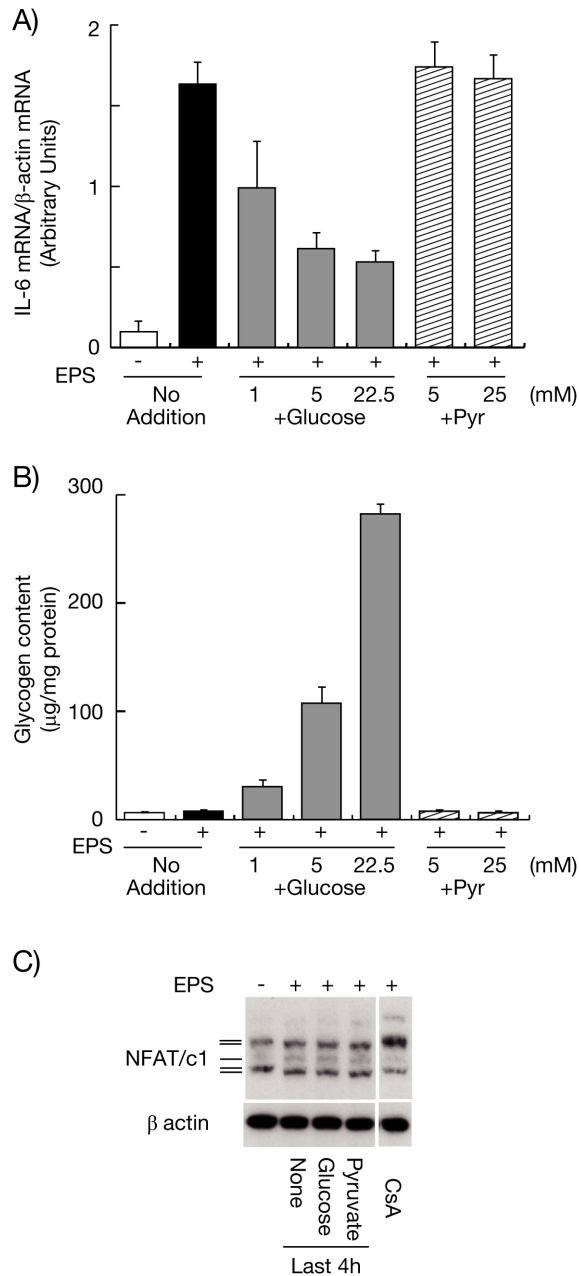 A)
IL-6 mRNA/β-actin mRNA
(Arbitrary Units)
2
1
0
EPS - + + + + + +
1 5 22.5 5 25 (mM)
No Addition
+Glucose
+Pyr
B)
Glycogen content
(μg/mg protein)
300
200
100
0
EPS - + + + + + +
1 5 22.5 5 25 (mM)
No Addition
+Glucose
+Pyr
C)
EPS - + + + +
NFAT/c1
β actin
None
Glucose
Pyruvate
CsA
Last 4h